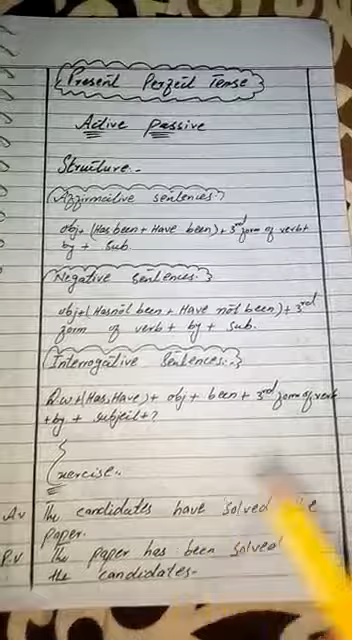 Present Perfect Tense
Active Passive
Structure.-
Affirmative sentences:
obj+ (Has been + Have been) + 3rd form of verb+
by + sub.
Negative Sentences:
obj+(Has not been + Have not been) + 3rd
form of verb + by + sub.
Interrogative Sentences:
H.w+(Has, Have) + obj + been + 3rd form of verb
+by + subject+?
Exercise..
A.v The candidates have solved
paper.
P.v The paper has been solved
the candidates-